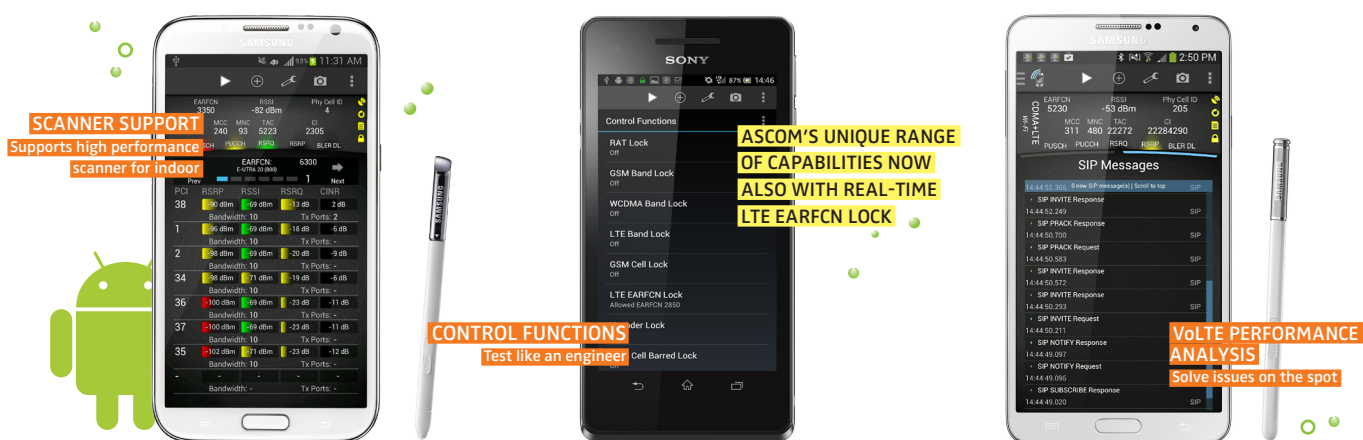 SAMSUNG
93% 11:31 AM
EARFCN RSSI Phy Cell ID
3350 -82 dBm 4
MCC MNC TAC CI
240 93 5223 2305
PUCCH RSRQ RSRP BLER DL
EARFCN: 6300
E-UTRA 20 (800)
Prev 1 Next
PCI RSRP RSSI RSRQ CINR
38 -90 dBm -69 dBm -13 dB 2 dB
Bandwidth: 10 Tx Ports: 2
1 -96 dBm -69 dBm -18 dB -6 dB
Bandwidth: 10 Tx Ports: -
2 -98 dBm -69 dBm -20 dB -9 dB
Bandwidth: 10 Tx Ports: -
34 -98 dBm -71 dBm -19 dB -6 dB
Bandwidth: 10 Tx Ports: -
36 -100 dBm -69 dBm -23 dB -11 dB
Bandwidth: 10 Tx Ports: -
37 -100 dBm -69 dBm -23 dB -11 dB
Bandwidth: 10 Tx Ports: -
35 -102 dBm -71 dBm -23 dB -12 dB
Bandwidth: 10 Tx Ports: -
- - - - -
Bandwidth: - Tx Ports: -
SCANNER SUPPORT
Supports high performance
scanner for indoor
SAMSUNG
SONY
87% 14:46
Control Functions
RAT Lock
Off
GSM Band Lock
Off
WCDMA Band Lock
Off
LTE Band Lock
Off
GSM Cell Lock
Off
LTE EARFCN Lock
Allowed EARFCN 2850
Lock
Cell Barred Lock
Off
CONTROL FUNCTIONS
Test like an engineer
ASCOM'S UNIQUE RANGE
OF CAPABILITIES NOW
ALSO WITH REAL-TIME
LTE EARFCN LOCK
SAMSUNG
2:50 PM
CDMA+LTE
Wi-Fi
EARFCN RSSI Phy Cell ID
5230 -53 dBm 205
MCC MNC TAC CI
311 480 22272 22284290
PUSCH PUCCH RSRQ RSRP BLER DL
SIP Messages
14:44:52.366 0 new SIP message(s) | Scroll to top SIP
SIP INVITE Response
14:44:52.249 SIP
SIP PRACK Response
14:44:50.700 SIP
SIP PRACK Request
14:44:50.583 SIP
SIP INVITE Response
14:44:50.572 SIP
SIP INVITE Response
14:44:50.293 SIP
SIP INVITE Request
14:44:50.211
SIP NOTIFY Response
14:44:49.097
SIP NOTIFY Request
14:44:49.096
SIP SUBSCRIBE Response
14:44:49.020 SIP
VoLTE PERFORMANCE
ANALYSIS
Solve issues on the spot
SAMSUNG